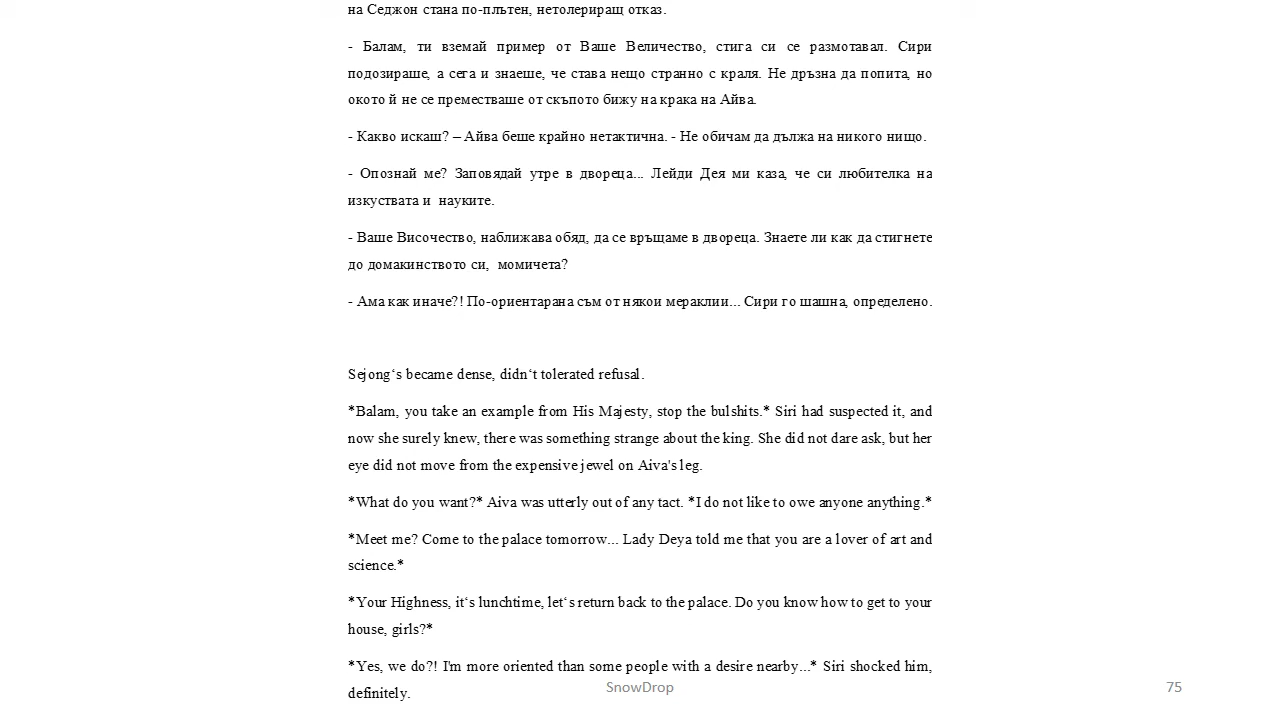 на Седжон стана по-плътен, нетолериращ отказ.
- Балам, ти вземай пример от Ваше Величество, стига си се размотавал. Сири
подозираше, а сега и знаеше, че става нещо странно с краля. Не дръзна да попита, но
окото й не се преместваше от скъпото бижу на крака на Айва.
- Какво искаш? – Айва беше крайно нетактична. - Не обичам да дължа на никого нищо.
- Опознай ме? Заповядай утре в двореца... Лейди Дея ми каза, че си любителка на
изкуствата и науките.
- Ваше Височество, наближава обяд, да се връщаме в двореца. Знаете ли как да стигнете
до домакинството си, момичета?
- Ама как иначе?! По-ориентарана съм от някои мераклии... Сири го шашна, определено.
Sejong‘s became dense, didn‘t tolerated refusal.
*Balam, you take an example from His Majesty, stop the bulshits.* Siri had suspected it, and
now she surely knew, there was something strange about the king. She did not dare ask, but her
eye did not move from the expensive jewel on Aiva's leg.
*What do you want?* Aiva was utterly out of any tact. *I do not like to owe anyone anything.*
*Meet me? Come to the palace tomorrow... Lady Deya told me that you are a lover of art and
science.*
*Your Highness, it‘s lunchtime, let‘s return back to the palace. Do you know how to get to your
house, girls?*
*Yes, we do?! I'm more oriented than some people with a desire nearby...* Siri shocked him,
definitely.
SnowDrop
75